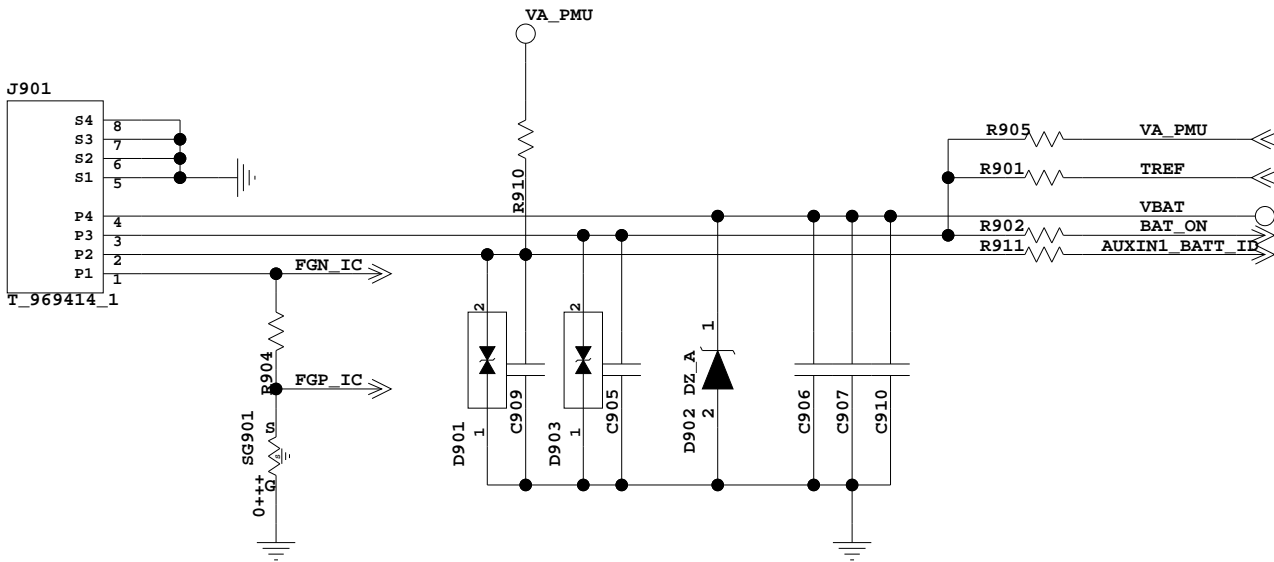 VA_PMU
J901
S4 8
S3 7
S2 6
S1 5
P4 4
P3 3
P2 2
P1 1
T_969414_1
R910
R905 VA_PMU
R901 TREF
VBAT
R902 BAT_ON
R911 AUXIN1_BATT_ID
FGN_IC
R904
FGP_IC
SG901
S
G
0+++
2
1
D901
C909
2
1
D903
C905
1
2
D902 DZ_A
C906
C907
C910